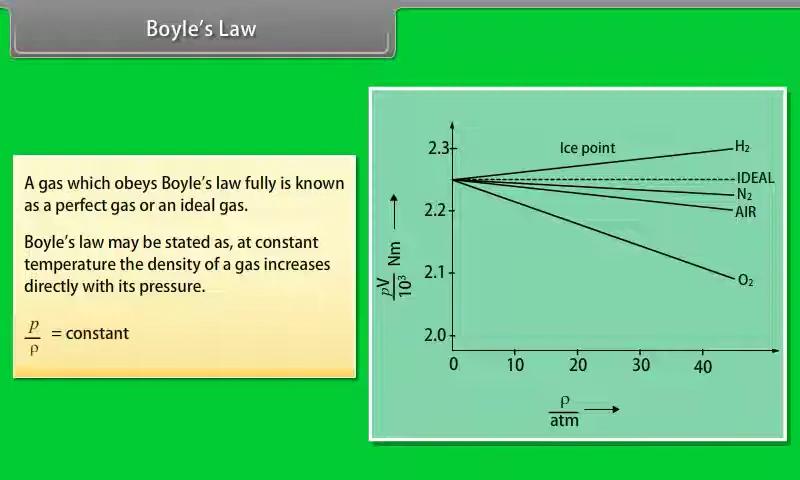 Boyle's Law
A gas which obeys Boyle's law fully is known
as a perfect gas or an ideal gas.
Boyle's law may be stated as, at constant
temperature the density of a gas increases
directly with its pressure.
p/ρ = constant
Ice point
2.3
2.2
2.1
2.0
H₂
IDEAL
N₂
AIR
O₂
pV/10³ Nm
0 10 20 30 40
ρ/atm